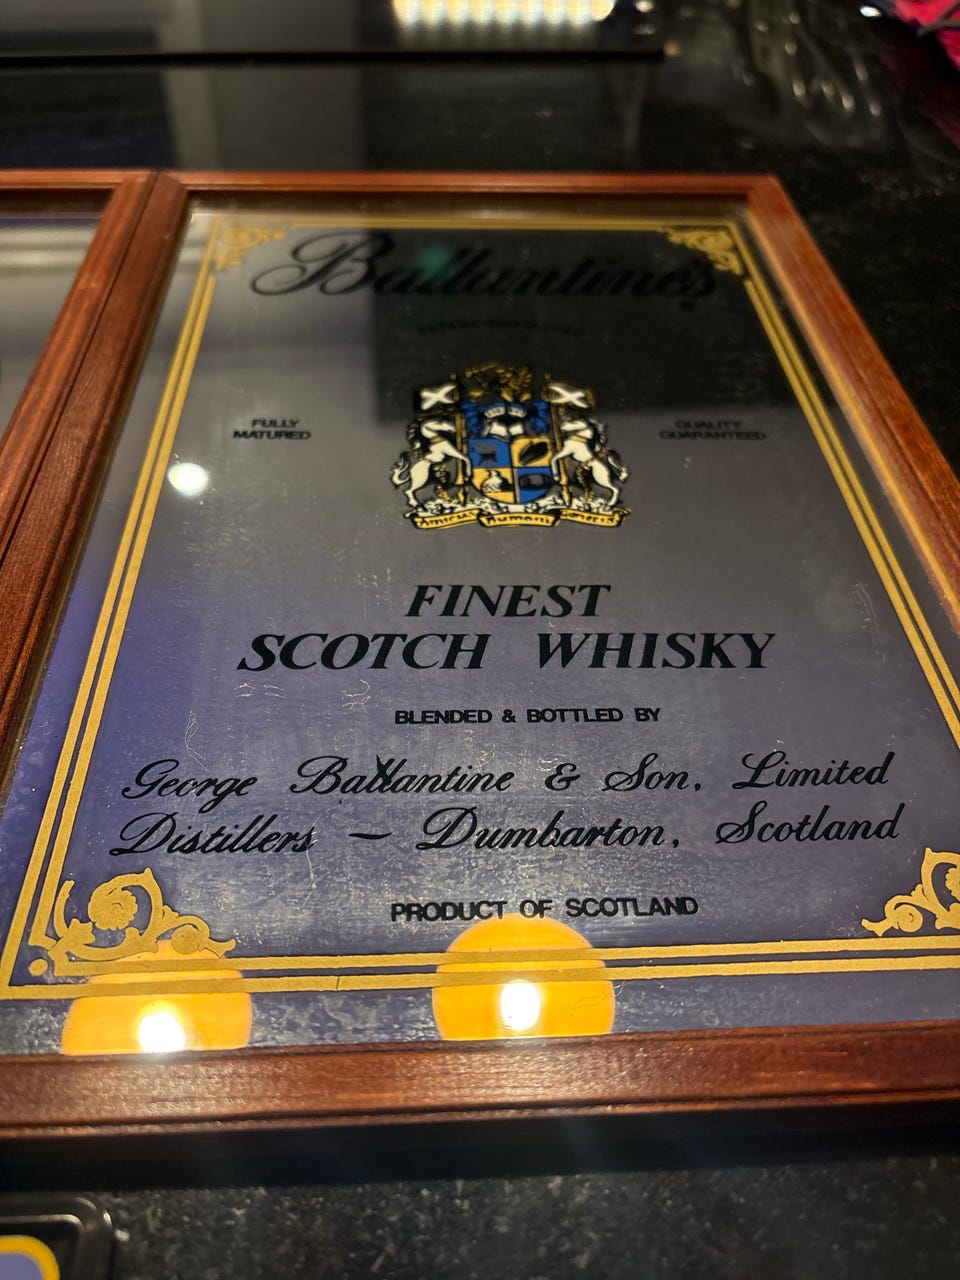 Ballantine's
FULLY
MATURED
QUALITY
GUARANTEED
Amicus Humani Generis
FINEST
SCOTCH WHISKY
BLENDED & BOTTLED BY
George Ballantine & Son, Limited
Distillers – Dumbarton, Scotland
PRODUCT OF SCOTLAND